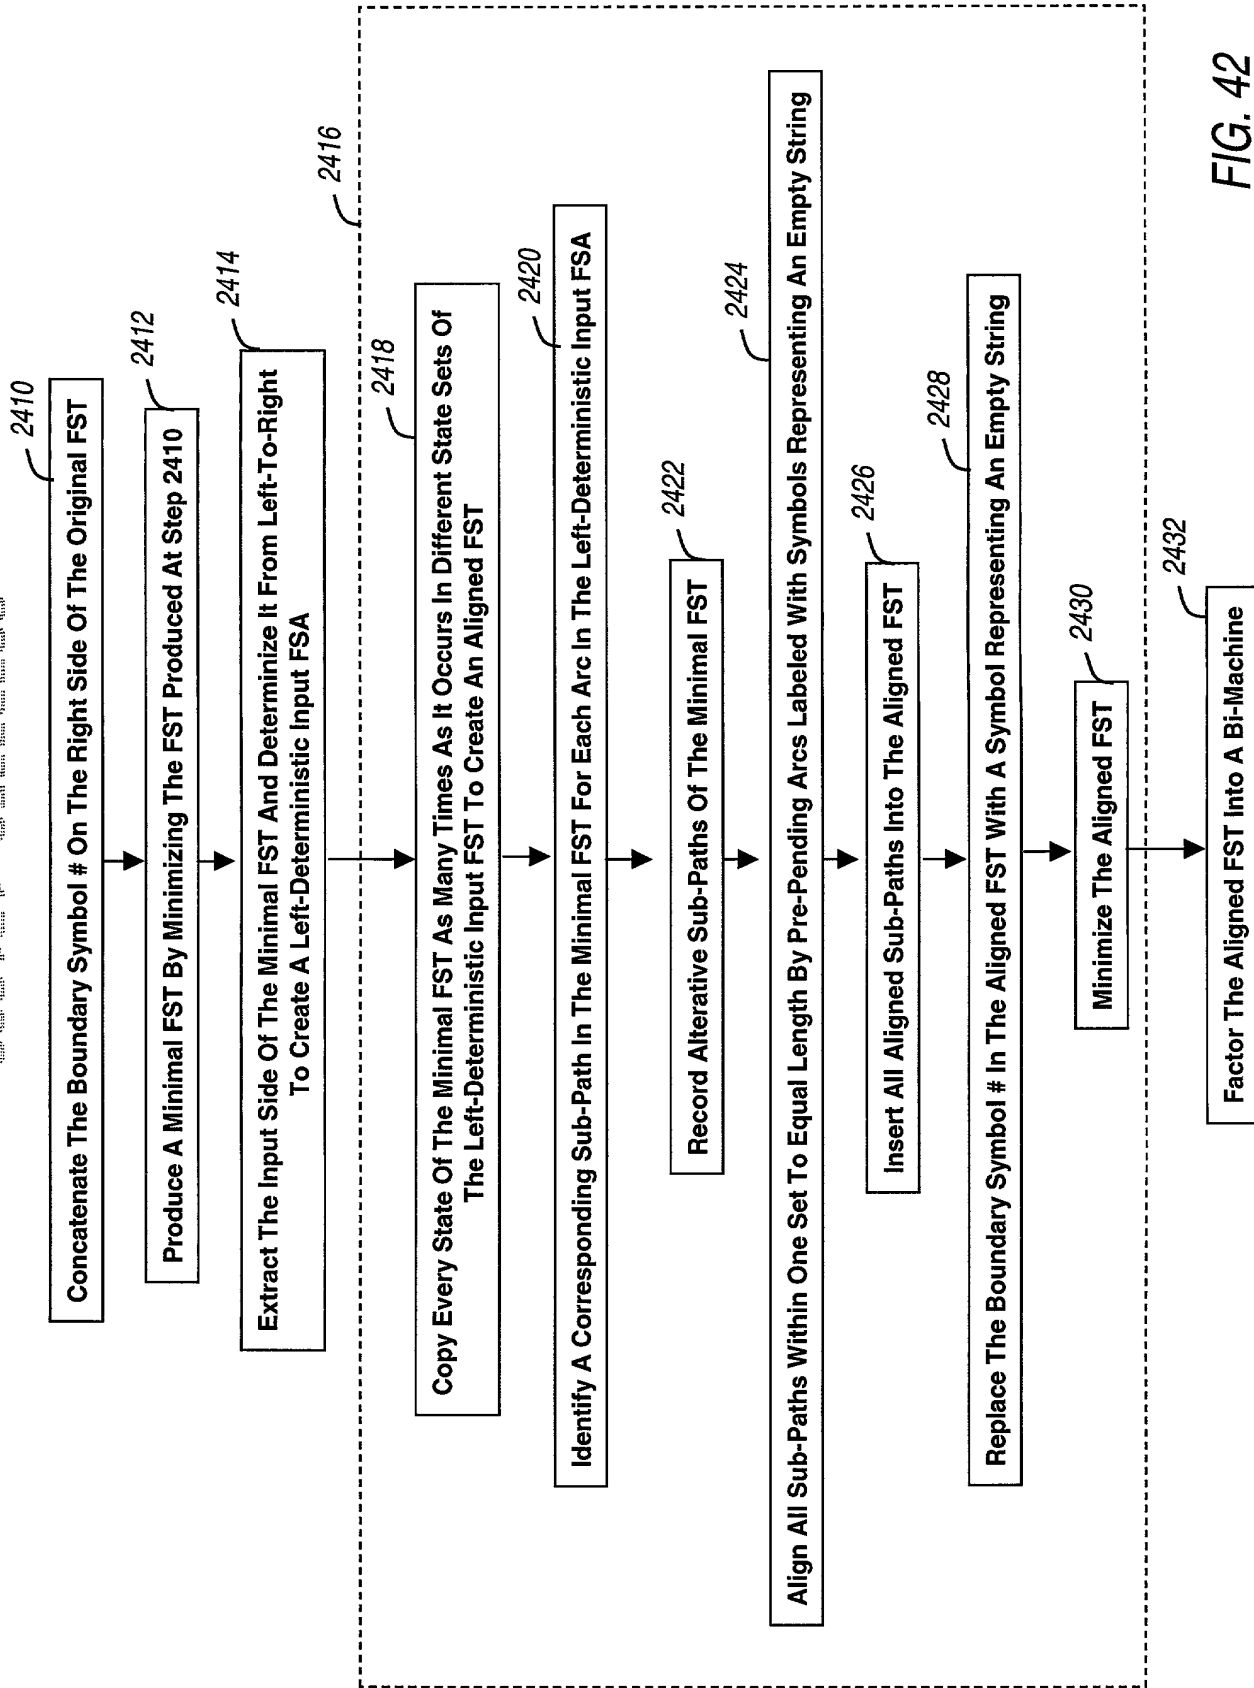 2410
Concatenate The Boundary Symbol # On The Right Side Of The Original FST
2412
Produce A Minimal FST By Minimizing The FST Produced At Step 2410
2414
Extract The Input Side Of The Minimal FST And Determinize It From Left-To-Right
To Create A Left-Deterministic Input FSA
2416
2418
Copy Every State Of The Minimal FST As Many Times As It Occurs In Different State Sets Of
The Left-Deterministic Input FST To Create An Aligned FST
2420
Identify A Corresponding Sub-Path In The Minimal FST For Each Arc In The Left-Deterministic Input FSA
2422
Record Alterative Sub-Paths Of The Minimal FST
2424
Align All Sub-Paths Within One Set To Equal Length By Pre-Pending Arcs Labeled With Symbols Representing An Empty String
2426
Insert All Aligned Sub-Paths Into The Aligned FST
2428
Replace The Boundary Symbol # In The Aligned FST With A Symbol Representing An Empty String
2430
Minimize The Aligned FST
2432
Factor The Aligned FST Into A Bi-Machine
FIG. 42